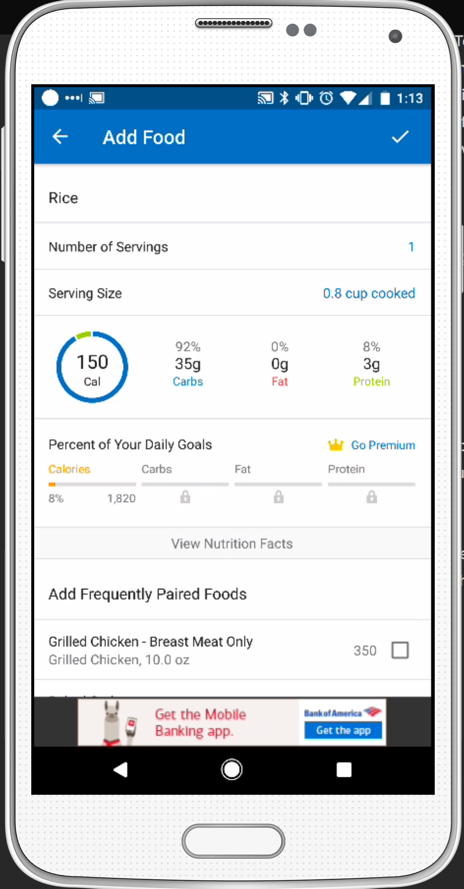 1:13
Add Food
Rice
Number of Servings 1
Serving Size 0.8 cup cooked
150
Cal
92%
35g
Carbs
0%
0g
Fat
8%
3g
Protein
Percent of Your Daily Goals Go Premium
Calories Carbs Fat Protein
8% 1,820
View Nutrition Facts
Add Frequently Paired Foods
Grilled Chicken - Breast Meat Only
Grilled Chicken, 10.0 oz
350
Get the Mobile
Banking app.
Bank of America
Get the app